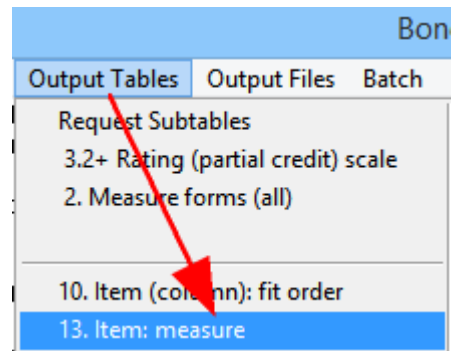 Bon
Output Tables Output Files Batch
Request Subtables
3.2+ Rating (partial credit) scale
2. Measure forms (all)
10. Item (column): fit order
13. Item: measure